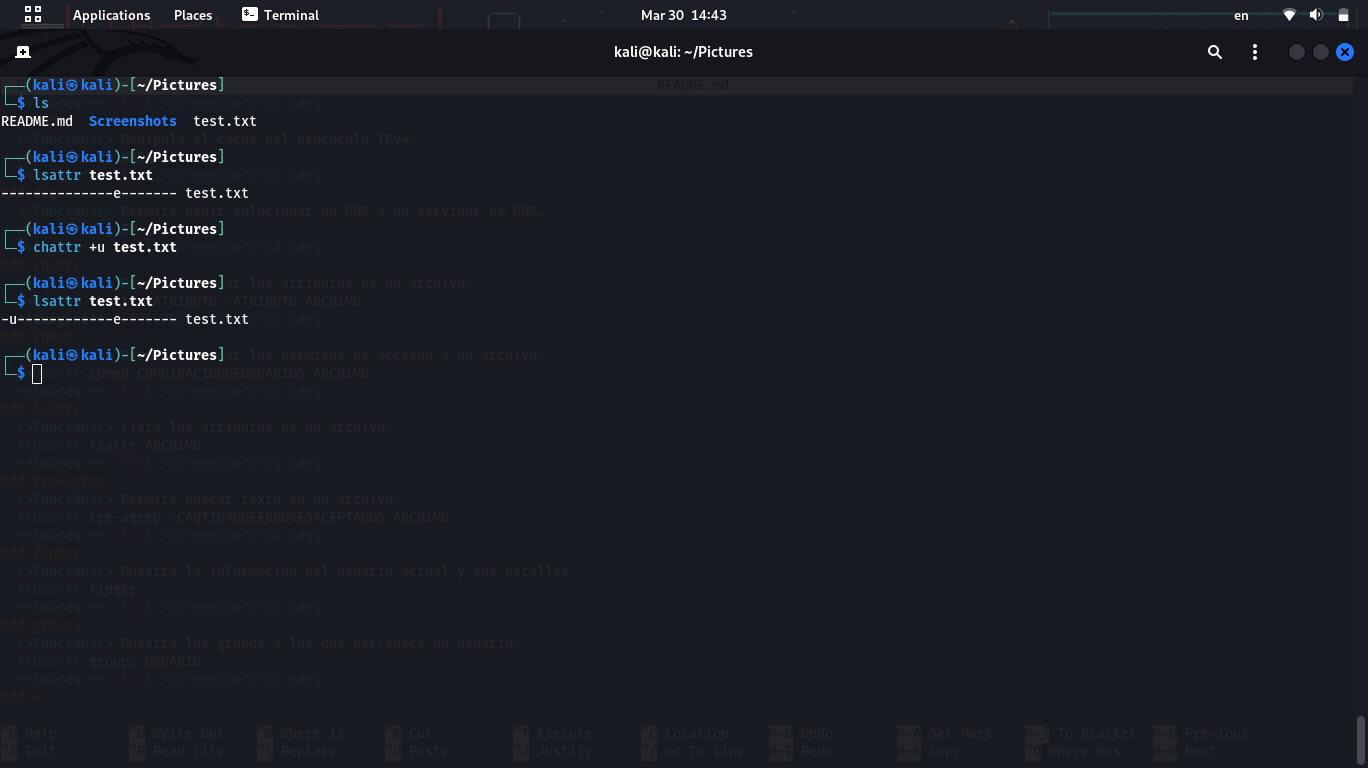 Applications Places Terminal Mar 30 14:43 en
kali@kali: ~/Pictures
┌──(kali㉿kali)-[~/Pictures]
README.md
└─$ ls
README.md Screenshots test.txt
- **Función:** Manipula el caché del protocolo IPv4.
┌──(kali㉿kali)-[~/Pictures]
└─$ lsattr test.txt
--------------e------- test.txt
- **Función:** Permite pedir solucionar un DNS a un servidor de DNS.
┌──(kali㉿kali)-[~/Pictures]
└─$ chattr +u test.txt
### chattr
┌──(kali㉿kali)-[~/Pictures]
ar los atributos de un archivo.
└─$ lsattr test.txt
ATRIBUTO -ATRIBUTO ARCHIVO
-u------------e------- test.txt
### chmod
┌──(kali㉿kali)-[~/Pictures]
ar los permisos de acceson a un archivo.
└─$
chmod COMBINACIONDEUSUARIOS ARCHIVO
**Imágen:** ![$](./Screenshots/22.png)
### lsattr
- **Función:** Lista los atributos de un archivo.
- **Uso:** lsattr ARCHIVO
- **Imágen:** ![$](./Screenshots/23.png)
### tre-agrep
- **Función:** Permite buscar texto en un archivo.
- **Uso:** tre-agrep -CANTIDADDEERRORESACEPTADOS ARCHIVO
- **Imágen:** ![$](./Screenshots/24.png)
### finger
- **Función:** Muestra la informacion del usuario actual y sus detalles.
- **Uso:** finger
- **Imágen:** ![$](./Screenshots/25.png)
### groups
- **Función:** Muestra los grupos a los que pertenece un usuario.
- **Uso:** groups USUARIO
- **Imágen:** ![$](./Screenshots/26.png)
### w
^G Help ^O Write Out ^W Where Is ^K Cut ^T Execute ^C Location M-U Undo M-A Set Mark M-] To Bracket M-Q Previous
^X Exit ^R Read File ^\ Replace ^U Paste ^J Justify ^/ Go To Line M-E Redo M-6 Copy ^Q Where Was M-W Next